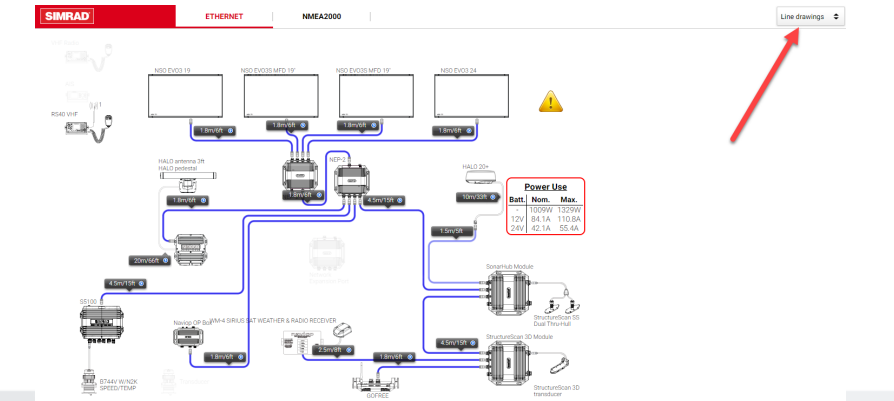 SIMRAD
ETHERNET
NMEA2000
Line drawings
NSO EVO3 19
NSO EVO3S MFD 19"
NSO EVO3S MFD 19"
NSO EVO3 24
RS40 VHF
1.8m/6ft
1.8m/6ft
1.8m/6ft
1.8m/6ft
HALO antenna 3ft
HALO pedestal
NEP-2
HALO 20+
1.8m/6ft
1.8m/6ft
4.5m/15ft
10m/33ft
Power Use
Batt. Nom. Max.
- 1009W 1329W
12V 84.1A 110.8A
24V 42.1A 55.4A
1.5m/5ft
20m/66ft
SonarHub Module
4.5m/15ft
S5100
Naviop OP Box
WM-4 SIRIUS SAT WEATHER & RADIO RECEIVER
StructureScan SS
Dual Thru-Hull
StructureScan 3D Module
1.8m/6ft
2.5m/8ft
1.8m/6ft
4.5m/15ft
B744V W/N2K
SPEED/TEMP
GOFREE
StructureScan 3D
transducer